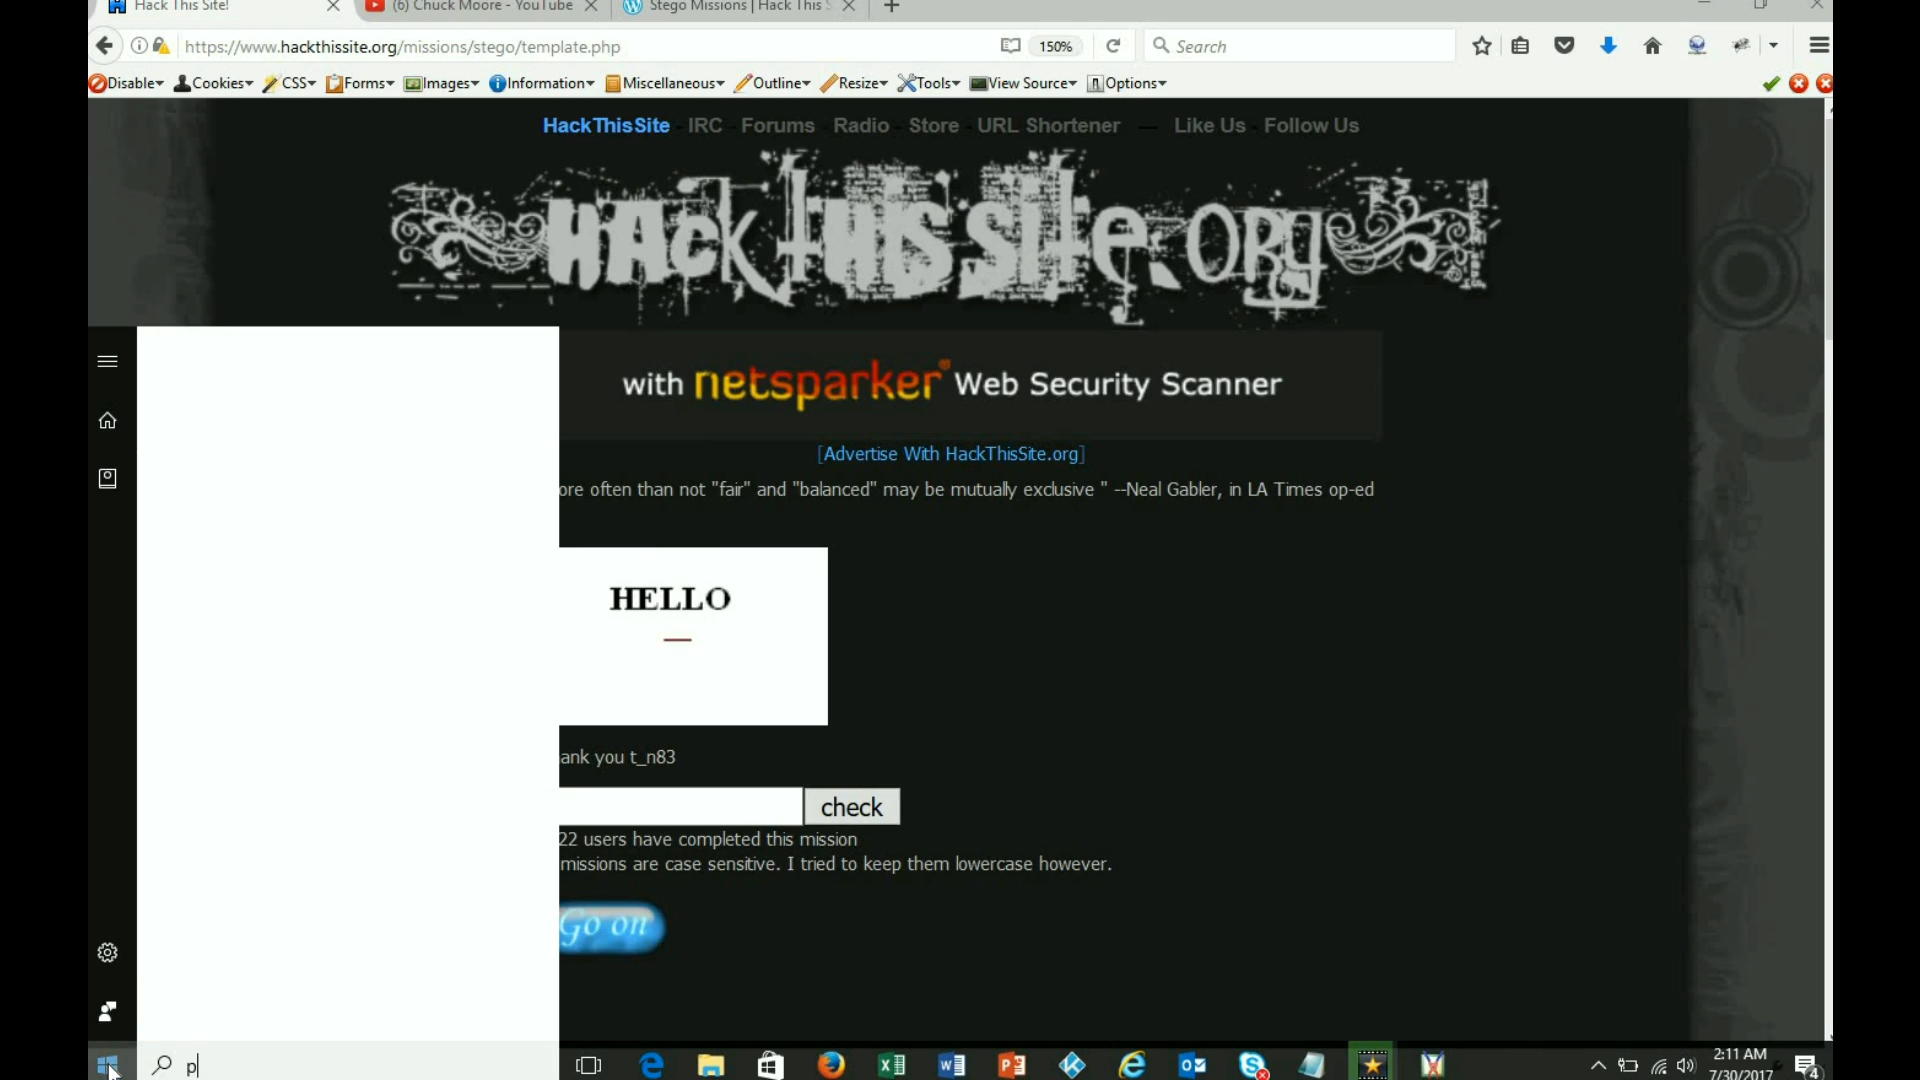 Hack This Site!
(6) Chuck Moore - YouTube
Stego Missions | Hack This S
https://www.hackthissite.org/missions/stego/template.php
150%
Search
Disable Cookies CSS Forms Images Information Miscellaneous Outline Resize Tools View Source Options
HackThisSite - IRC - Forums - Radio - Store - URL Shortener — Like Us - Follow Us
HackThisSite.org
with netsparker® Web Security Scanner
[Advertise With HackThisSite.org]
ore often than not "fair" and "balanced" may be mutually exclusive " --Neal Gabler, in LA Times op-ed
HELLO
ank you t_n83
check
22 users have completed this mission
missions are case sensitive. I tried to keep them lowercase however.
Go on
p
2:11 AM
7/30/2017
4